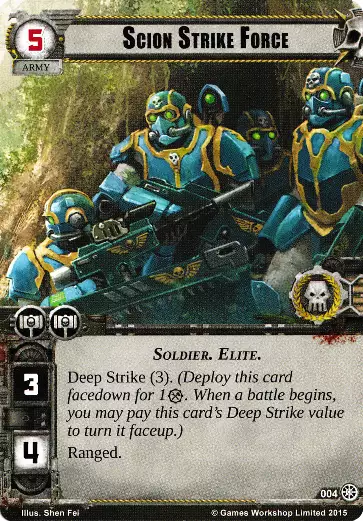 5
SCION STRIKE FORCE
ARMY
SOLDIER. ELITE.
3
Deep Strike (3). (Deploy this card
facedown for 1. When a battle begins,
you may pay this card's Deep Strike value
to turn it faceup.)
4
Ranged.
004
Illus. Shen Fei
© Games Workshop Limited 2015